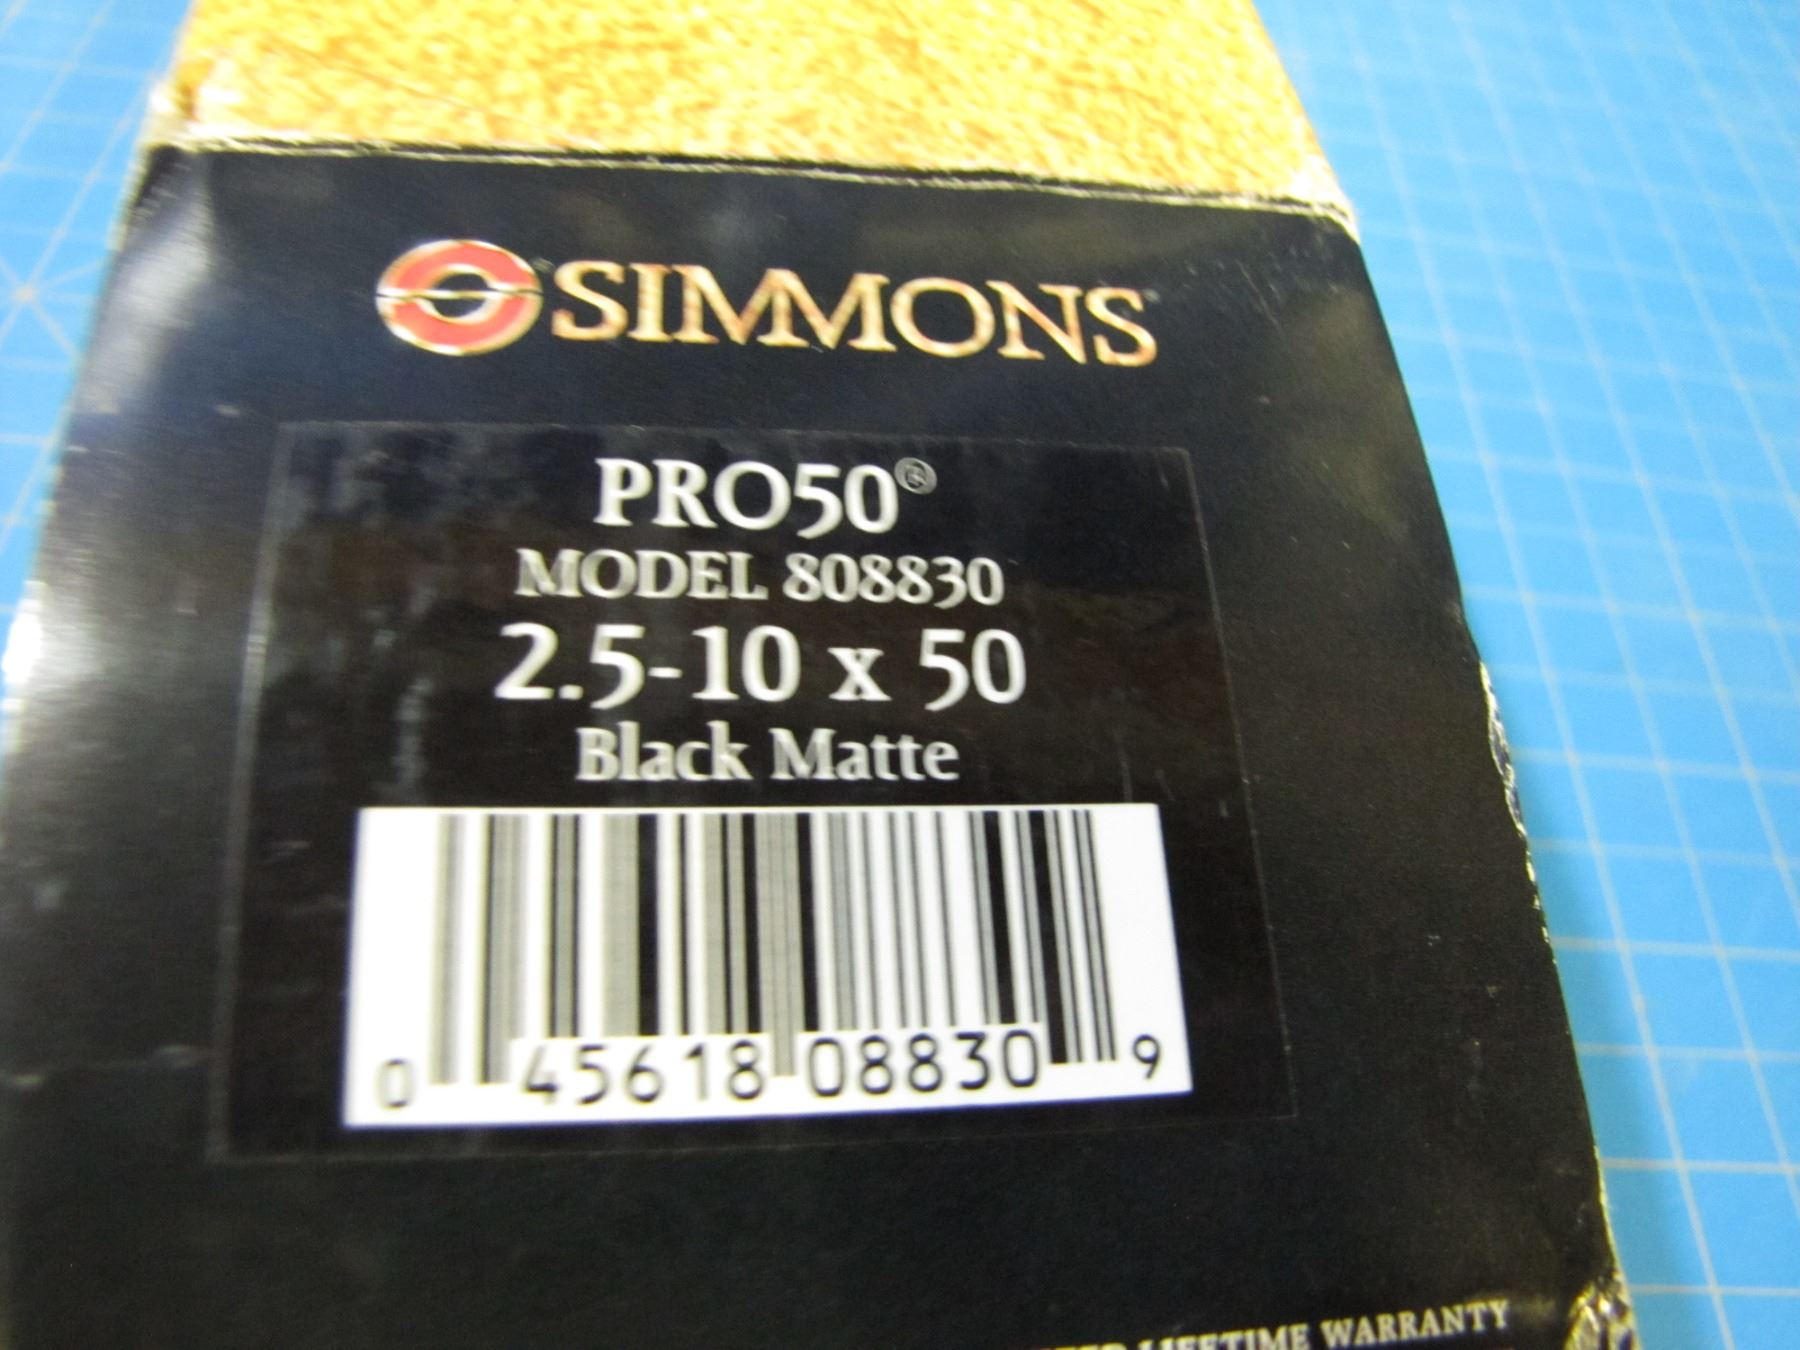 SIMMONS
PRO50®
MODEL 808830
2.5-10 x 50
Black Matte
0 45618 08830 9
LIFETIME WARRANTY